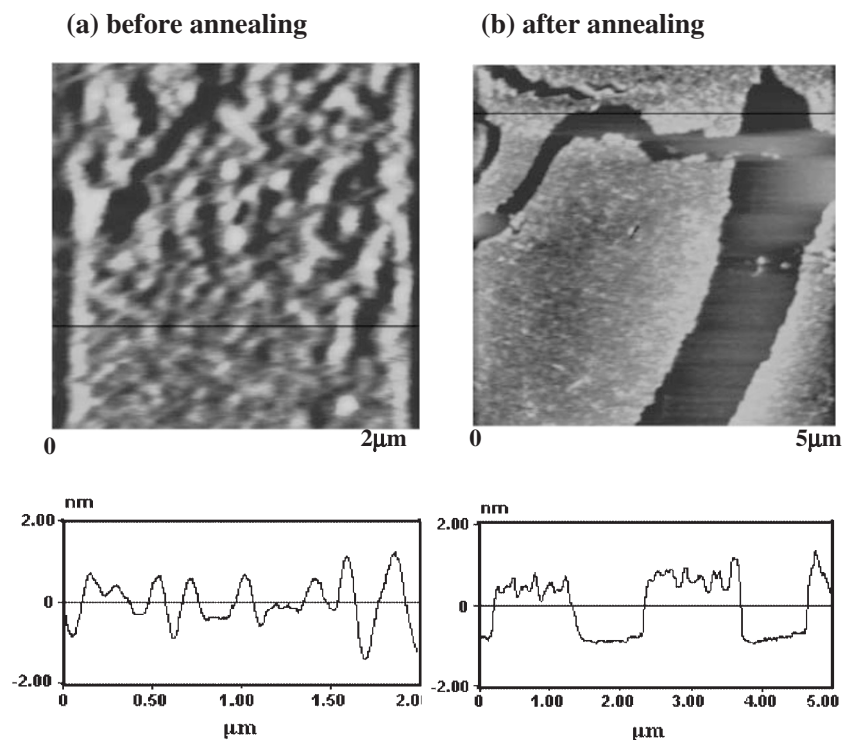 (a) before annealing
(b) after annealing
0 2μm
0 5μm
nm
2.00
0
-2.00
0 0.50 1.00 1.50 2.0
μm
nm
2.00
0
-2.00
0 1.00 2.00 3.00 4.00 5.00
μm